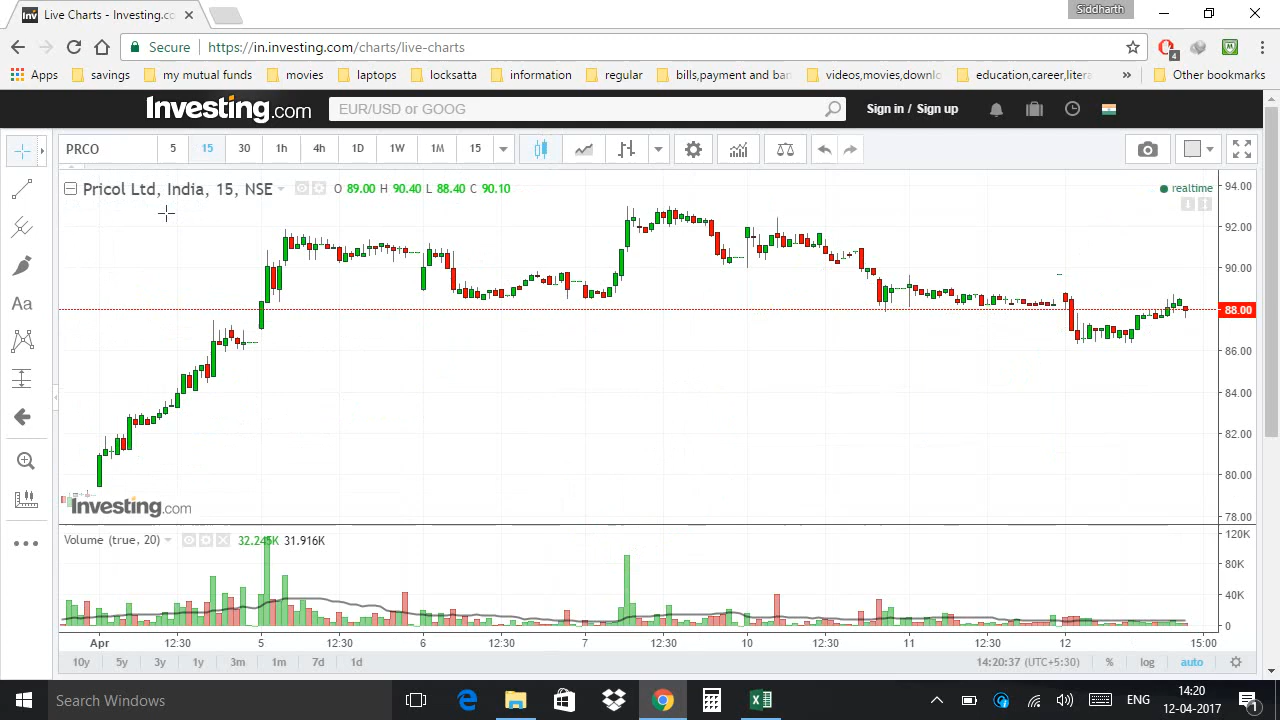 Live Charts - Investing.co
Siddharth
Secure https://in.investing.com/charts/live-charts
4
Apps savings my mutual funds movies laptops locksatta information regular bills,payment and ban videos,movies,downlo education,career,litera » Other bookmarks
Investing.com EUR/USD or GOOG Sign in / Sign up
PRCO 5 15 30 1h 4h 1D 1W 1M 15
Pricol Ltd, India, 15, NSE O 89.00 H 90.40 L 88.40 C 90.10
realtime
94.00
92.00
90.00
88.00
86.00
84.00
82.00
80.00
78.00
Aa
Investing.com
Volume (true, 20) 32.245K 31.916K
120K
80K
40K
0
Apr 12:30 5 12:30 6 12:30 7 12:30 10 12:30 11 12:30 12 15:00
10y 5y 3y 1y 3m 1m 7d 1d 14:20:37 (UTC+5:30) % log auto
Search Windows
ENG
14:20
12-04-2017
1